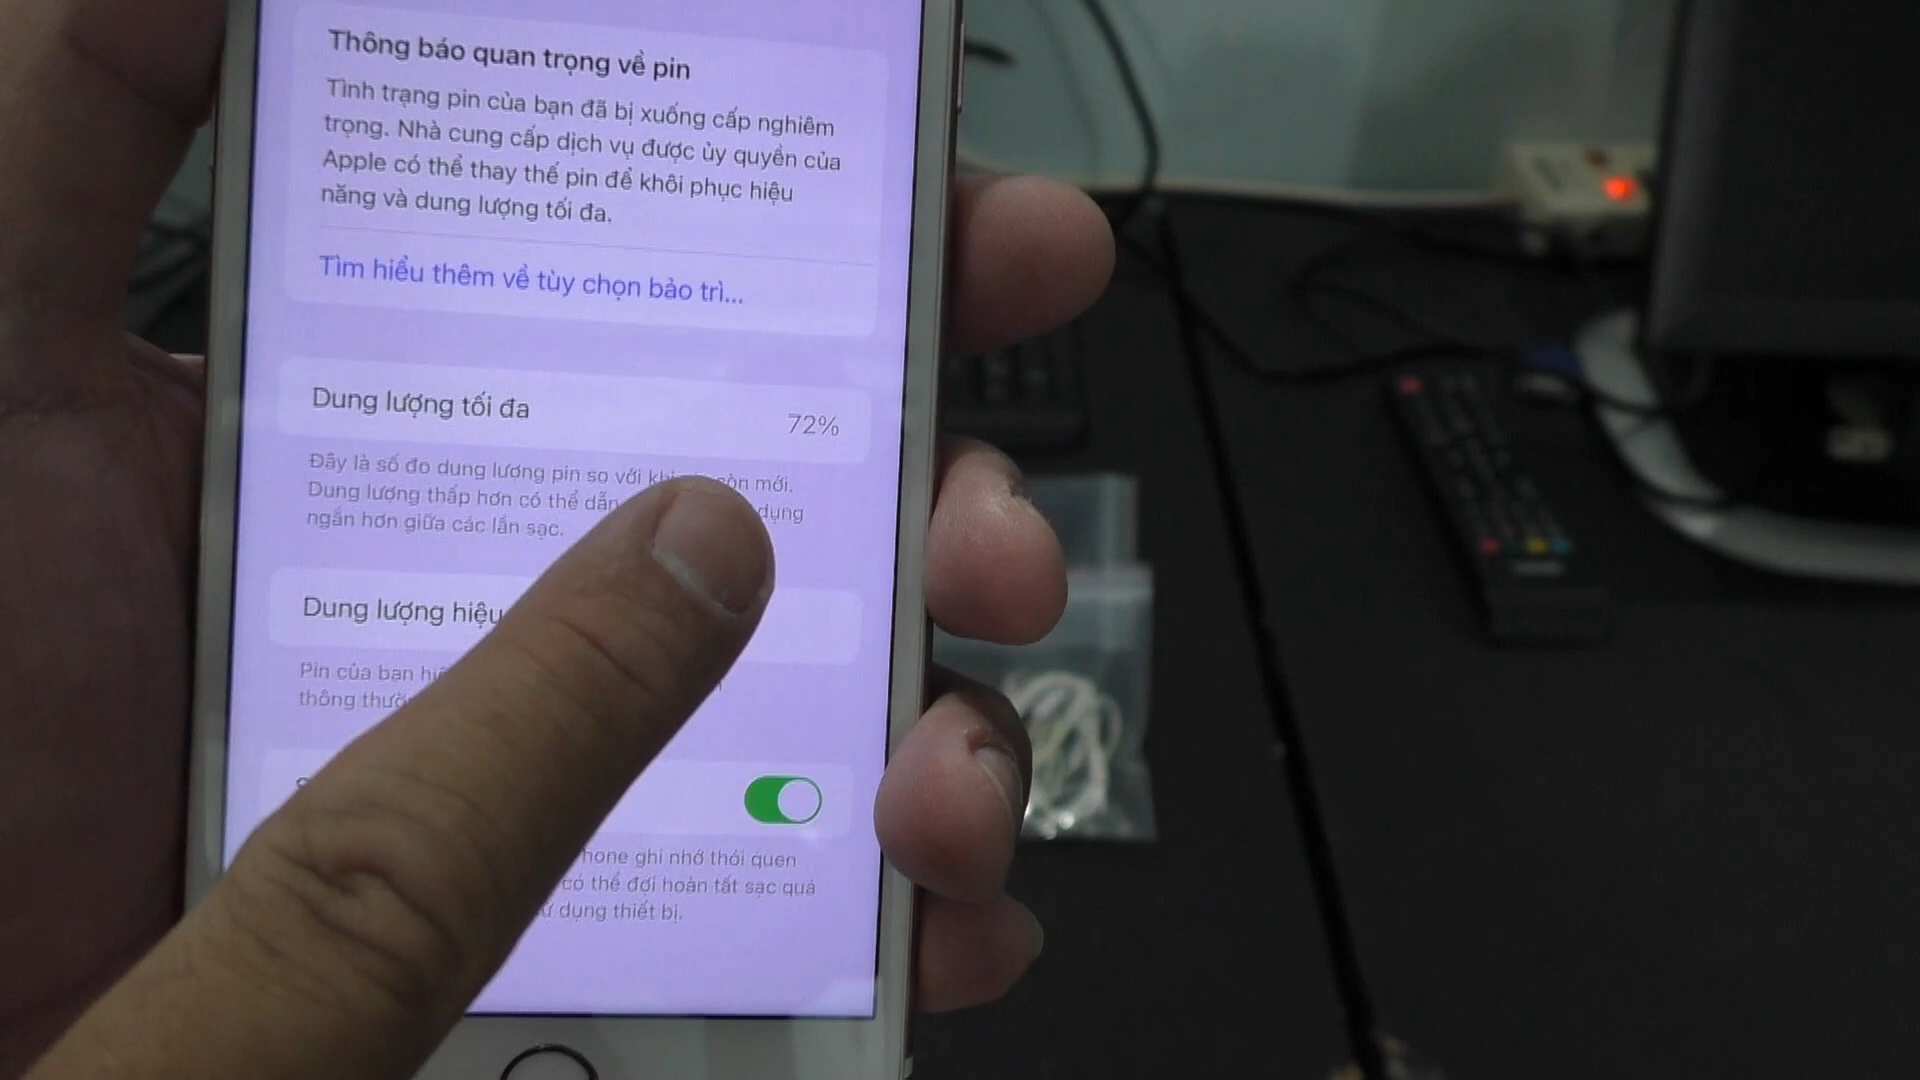 Thông báo quan trọng về pin
Tình trạng pin của bạn đã bị xuống cấp nghiêm
trọng. Nhà cung cấp dịch vụ được ủy quyền của
Apple có thể thay thế pin để khôi phục hiệu
năng và dung lượng tối đa.
Tìm hiểu thêm về tùy chọn bảo trì...
Dung lượng tối đa
72%
Đây là số đo dung lượng pin so với còn mới.
Dung lượng thấp hơn có thể dẫn dụng
ngắn hơn giữa các lần sạc.
Dung lượng hiệu
Pin của bạn
thông
ghi nhớ thói quen
có thể đợi hoàn tất sạc quá
dụng thiết bị.